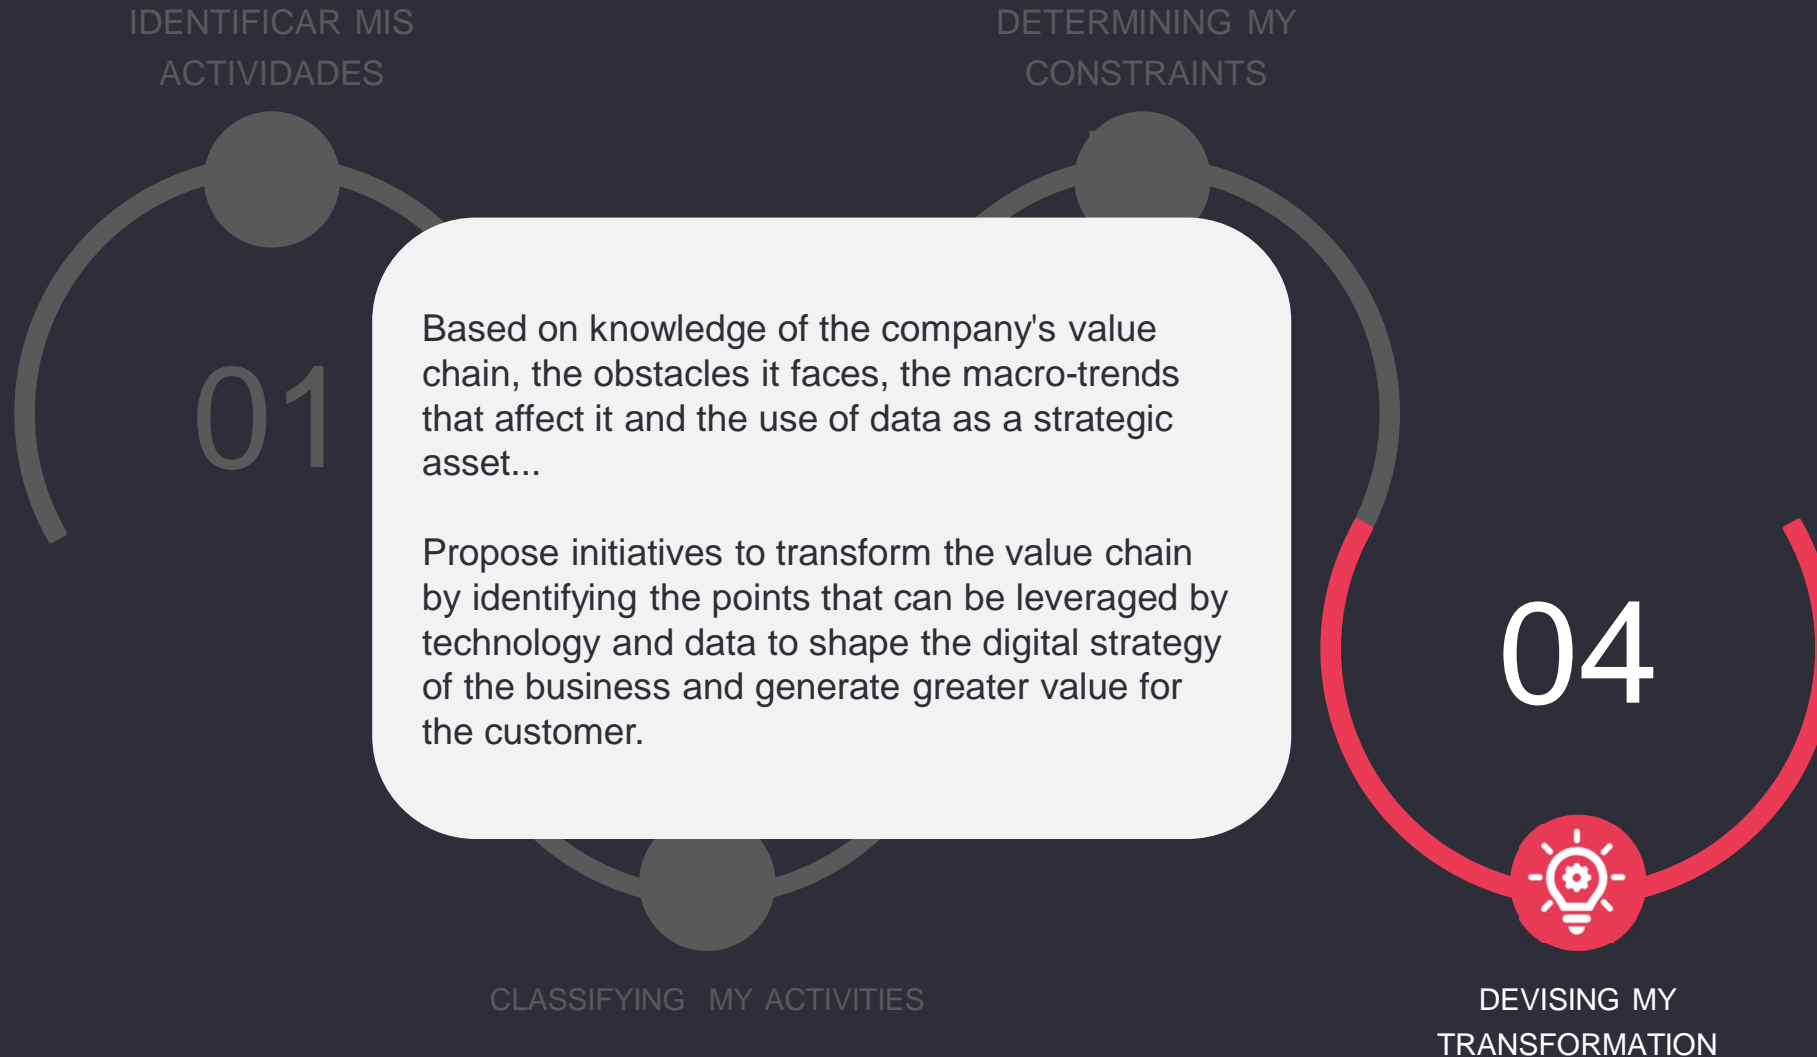 IDENTIFICAR MIS
ACTIVIDADES
DETERMINING MY
CONSTRAINTS
01
Based on knowledge of the company's value
chain, the obstacles it faces, the macro-trends
that affect it and the use of data as a strategic
asset...
Propose initiatives to transform the value chain
by identifying the points that can be leveraged by
technology and data to shape the digital strategy
of the business and generate greater value for
the customer.
04
CLASSIFYING MY ACTIVITIES
DEVISING MY
TRANSFORMATION